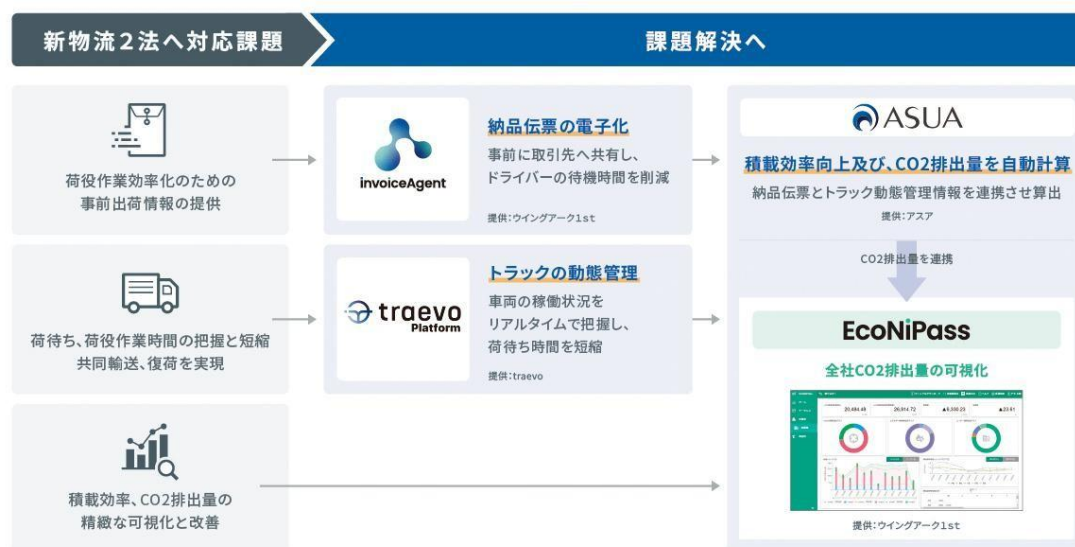 新物流2法へ対応課題
課題解決へ
荷役作業効率化のための
事前出荷情報の提供
invoiceAgent
納品伝票の電子化
事前に取引先へ共有し、
ドライバーの待機時間を削減
提供:ウイングアーク1st
ASUA
積載効率向上及び、CO2排出量を自動計算
納品伝票とトラック動態管理情報を連携させ算出
提供:アスア
荷待ち、荷役作業時間の把握と短縮
共同輸送、復荷を実現
traevo
Platform
トラックの動態管理
車両の稼働状況を
リアルタイムで把握し、
荷待ち時間を短縮
提供:traevo
CO2排出量を連携
EcoNiPass
全社CO2排出量の可視化
積載効率、CO2排出量の
精緻な可視化と改善
提供:ウイングアーク1st